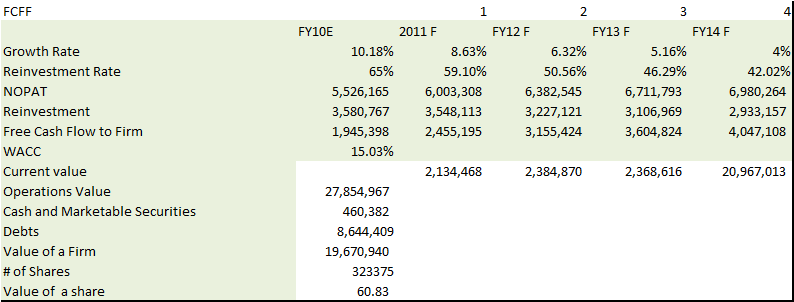 FCFF 1 2 3 4
FY10E 2011 F FY12 F FY13 F FY14 F
Growth Rate 10.18% 8.63% 6.32% 5.16% 4%
Reinvestment Rate 65% 59.10% 50.56% 46.29% 42.02%
NOPAT 5,526,165 6,003,308 6,382,545 6,711,793 6,980,264
Reinvestment 3,580,767 3,548,113 3,227,121 3,106,969 2,933,157
Free Cash Flow to Firm 1,945,398 2,455,195 3,155,424 3,604,824 4,047,108
WACC 15.03%
Current value 2,134,468 2,384,870 2,368,616 20,967,013
Operations Value 27,854,967
Cash and Marketable Securities 460,382
Debts 8,644,409
Value of a Firm 19,670,940
# of Shares 323375
Value of  a share 60.83